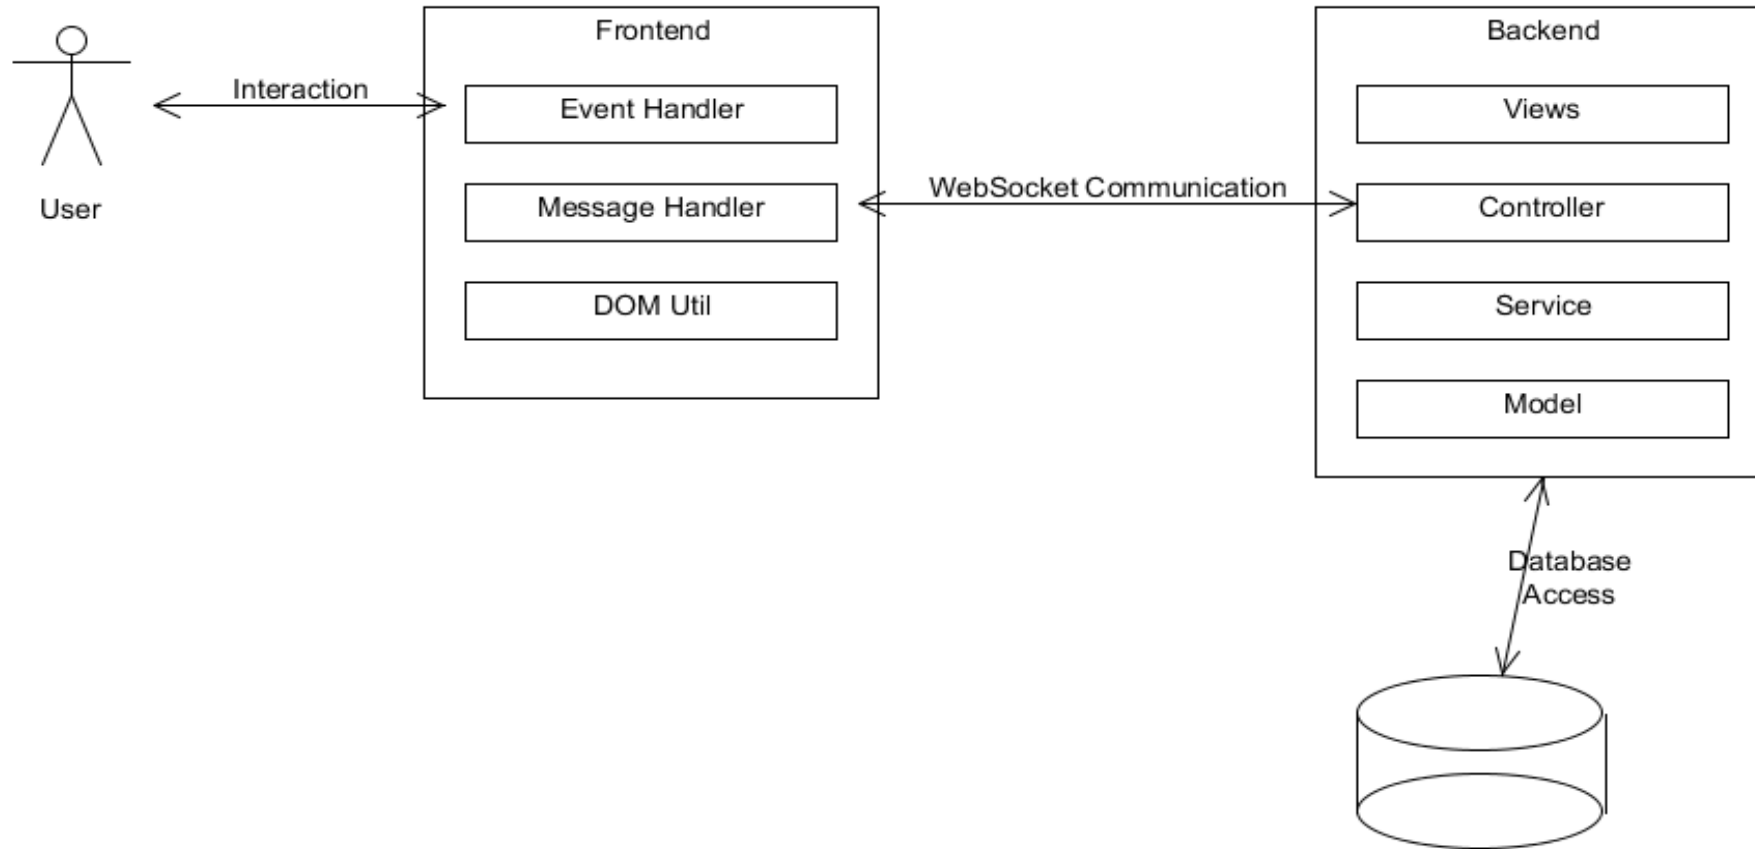 Frontend
Backend
Interaction
Event Handler
Views
User
Message Handler
WebSocket Communication
Controller
DOM Util
Service
Model
Database
Access